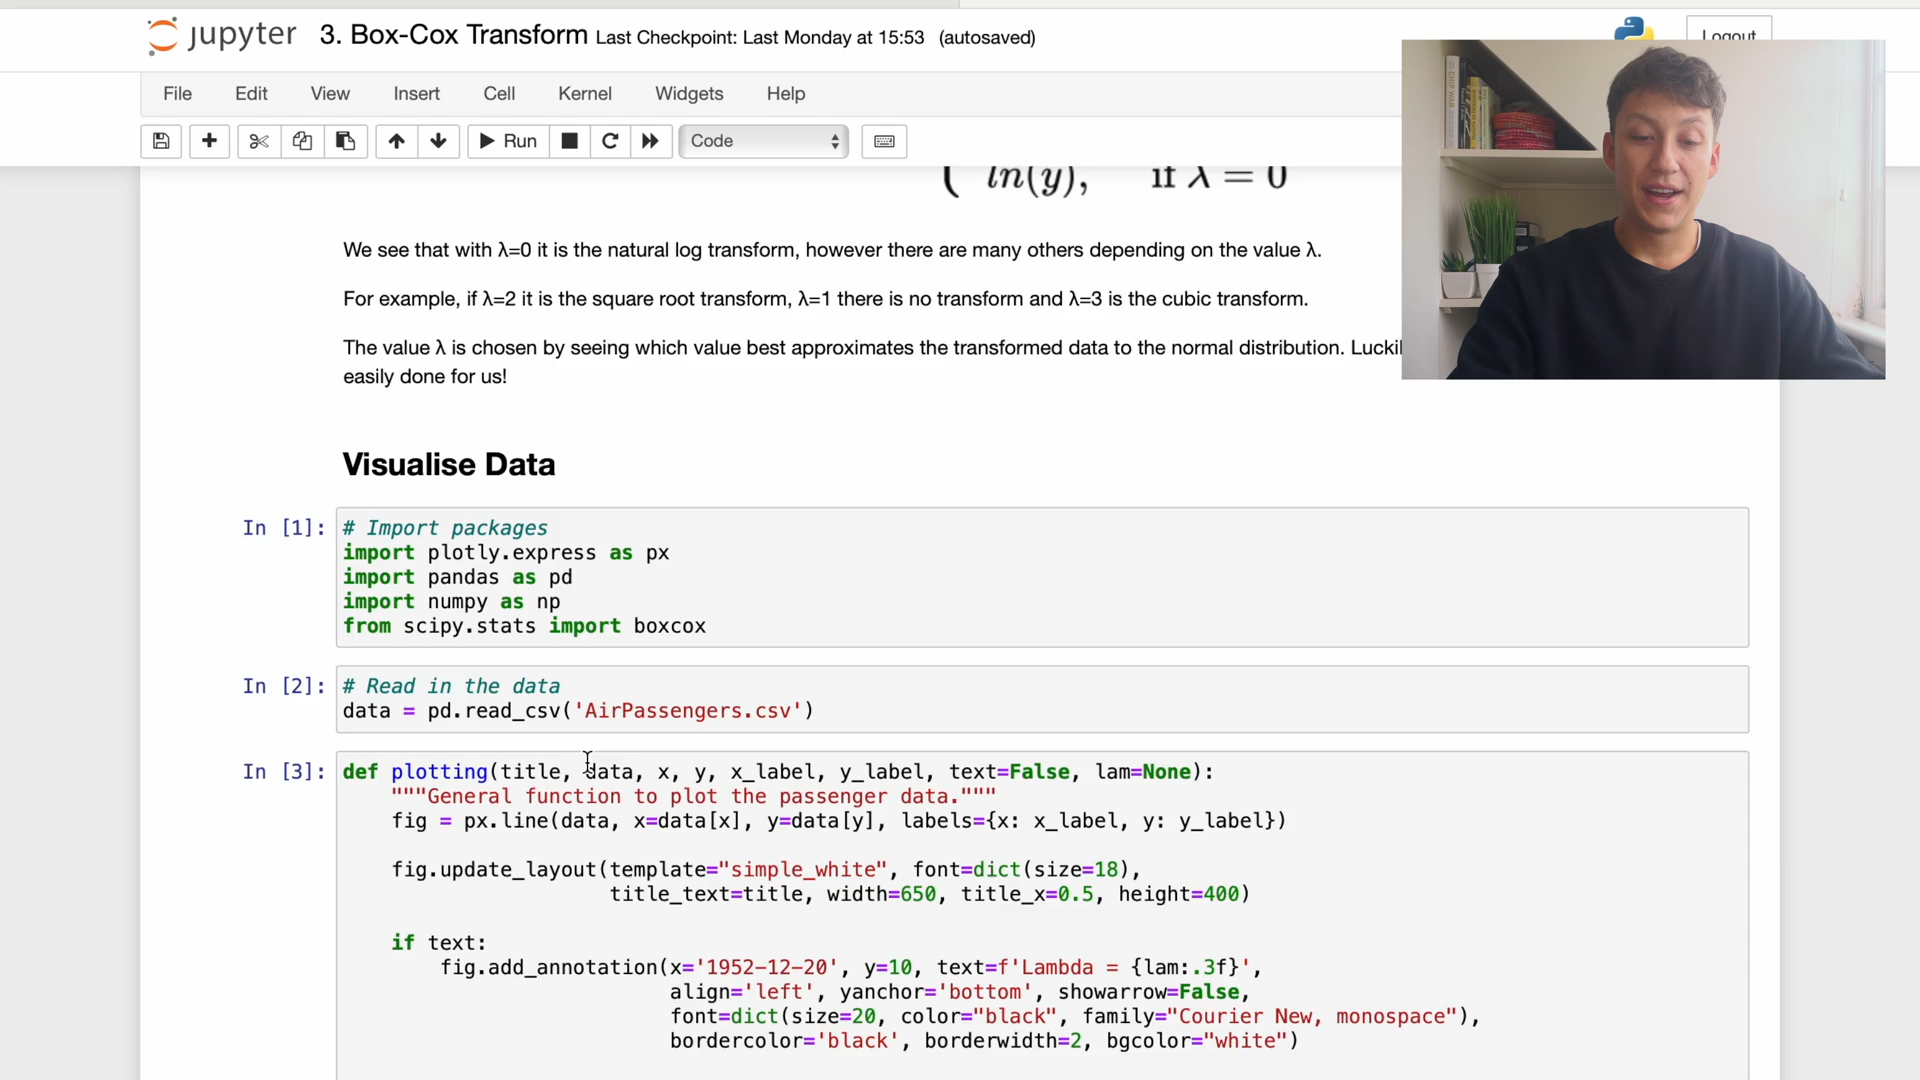 jupyter 3. Box-Cox Transform Last Checkpoint: Last Monday at 15:53 (autosaved)
Logout
File Edit View Insert Cell Kernel Widgets Help
Run Code
CHIP WAR
ln(y), if λ = 0
We see that with λ=0 it is the natural log transform, however there are many others depending on the value λ.
For example, if λ=2 it is the square root transform, λ=1 there is no transform and λ=3 is the cubic transform.
The value λ is chosen by seeing which value best approximates the transformed data to the normal distribution.
easily done for us!
Visualise Data
In [1]: # Import packages
import plotly.express as px
import pandas as pd
import numpy as np
from scipy.stats import boxcox
In [2]: # Read in the data
data = pd.read_csv('AirPassengers.csv')
In [3]: def plotting(title, data, x, y, x_label, y_label, text=False, lam=None):
"""General function to plot the passenger data."""
fig = px.line(data, x=data[x], y=data[y], labels={x: x_label, y: y_label})
fig.update_layout(template="simple_white", font=dict(size=18),
title_text=title, width=650, title_x=0.5, height=400)
if text:
fig.add_annotation(x='1952-12-20', y=10, text=f'Lambda = {lam:.3f}',
align='left', yanchor='bottom', showarrow=False,
font=dict(size=20, color="black", family="Courier New, monospace"),
bordercolor='black', borderwidth=2, bgcolor="white")